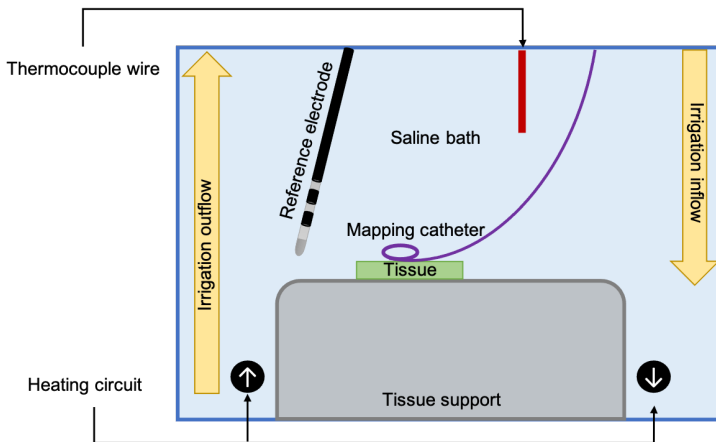 Thermocouple wire
Reference electrode
Saline bath
Irrigation inflow
Irrigation outflow
Mapping catheter
Tissue
Heating circuit
Tissue support